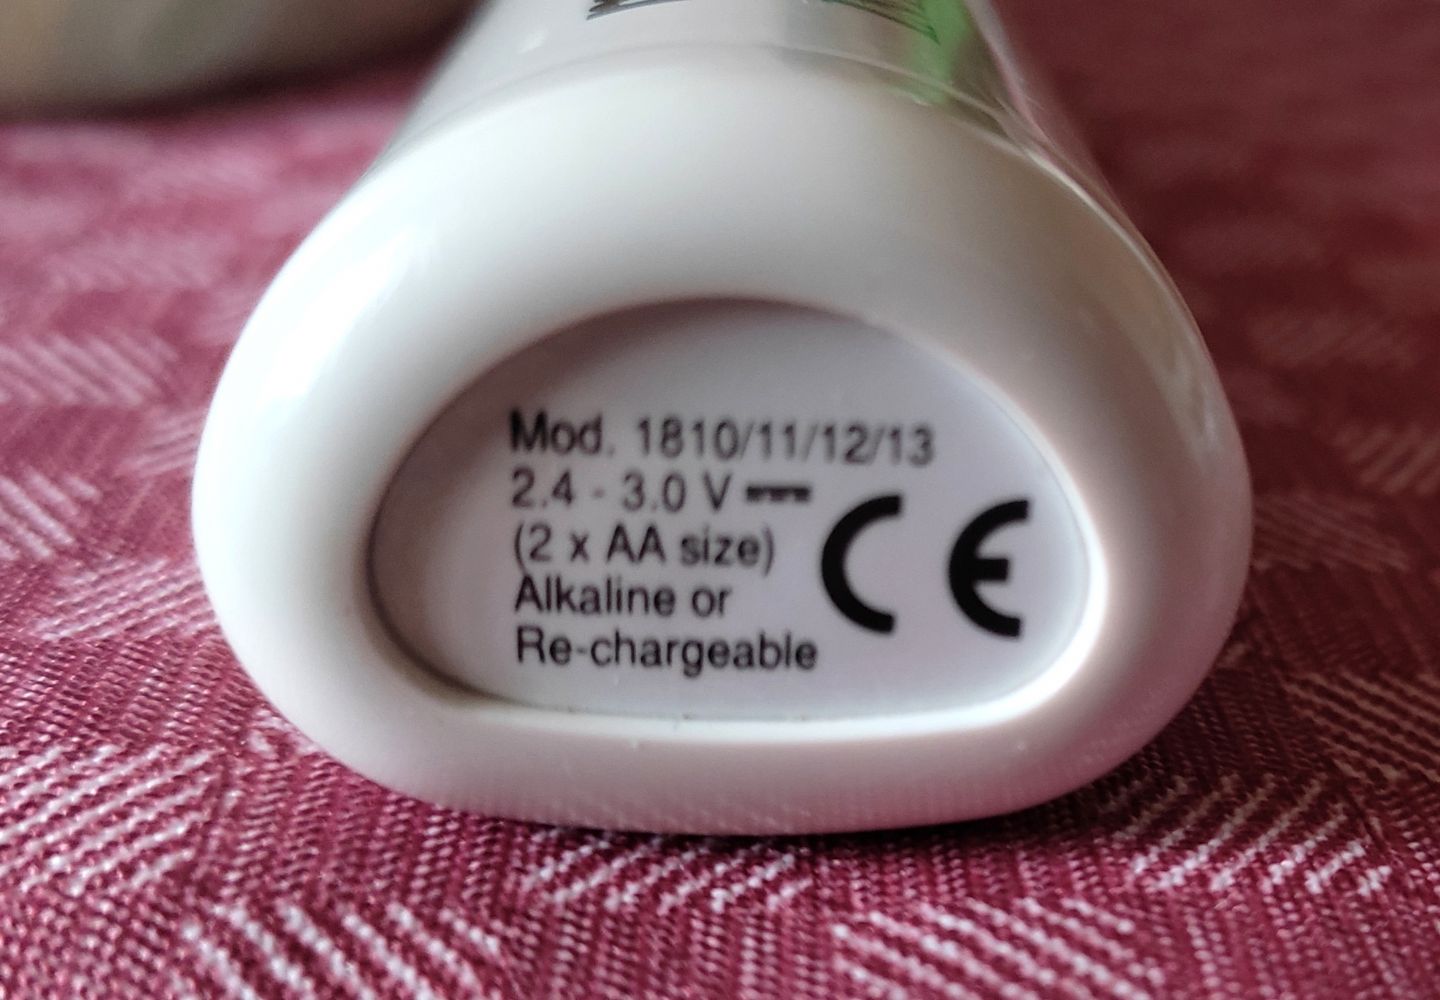 Mod. 1810/11/12/13
2.4 - 3.0 V
(2 x AA size)
Alkaline or
Re-chargeable
CE